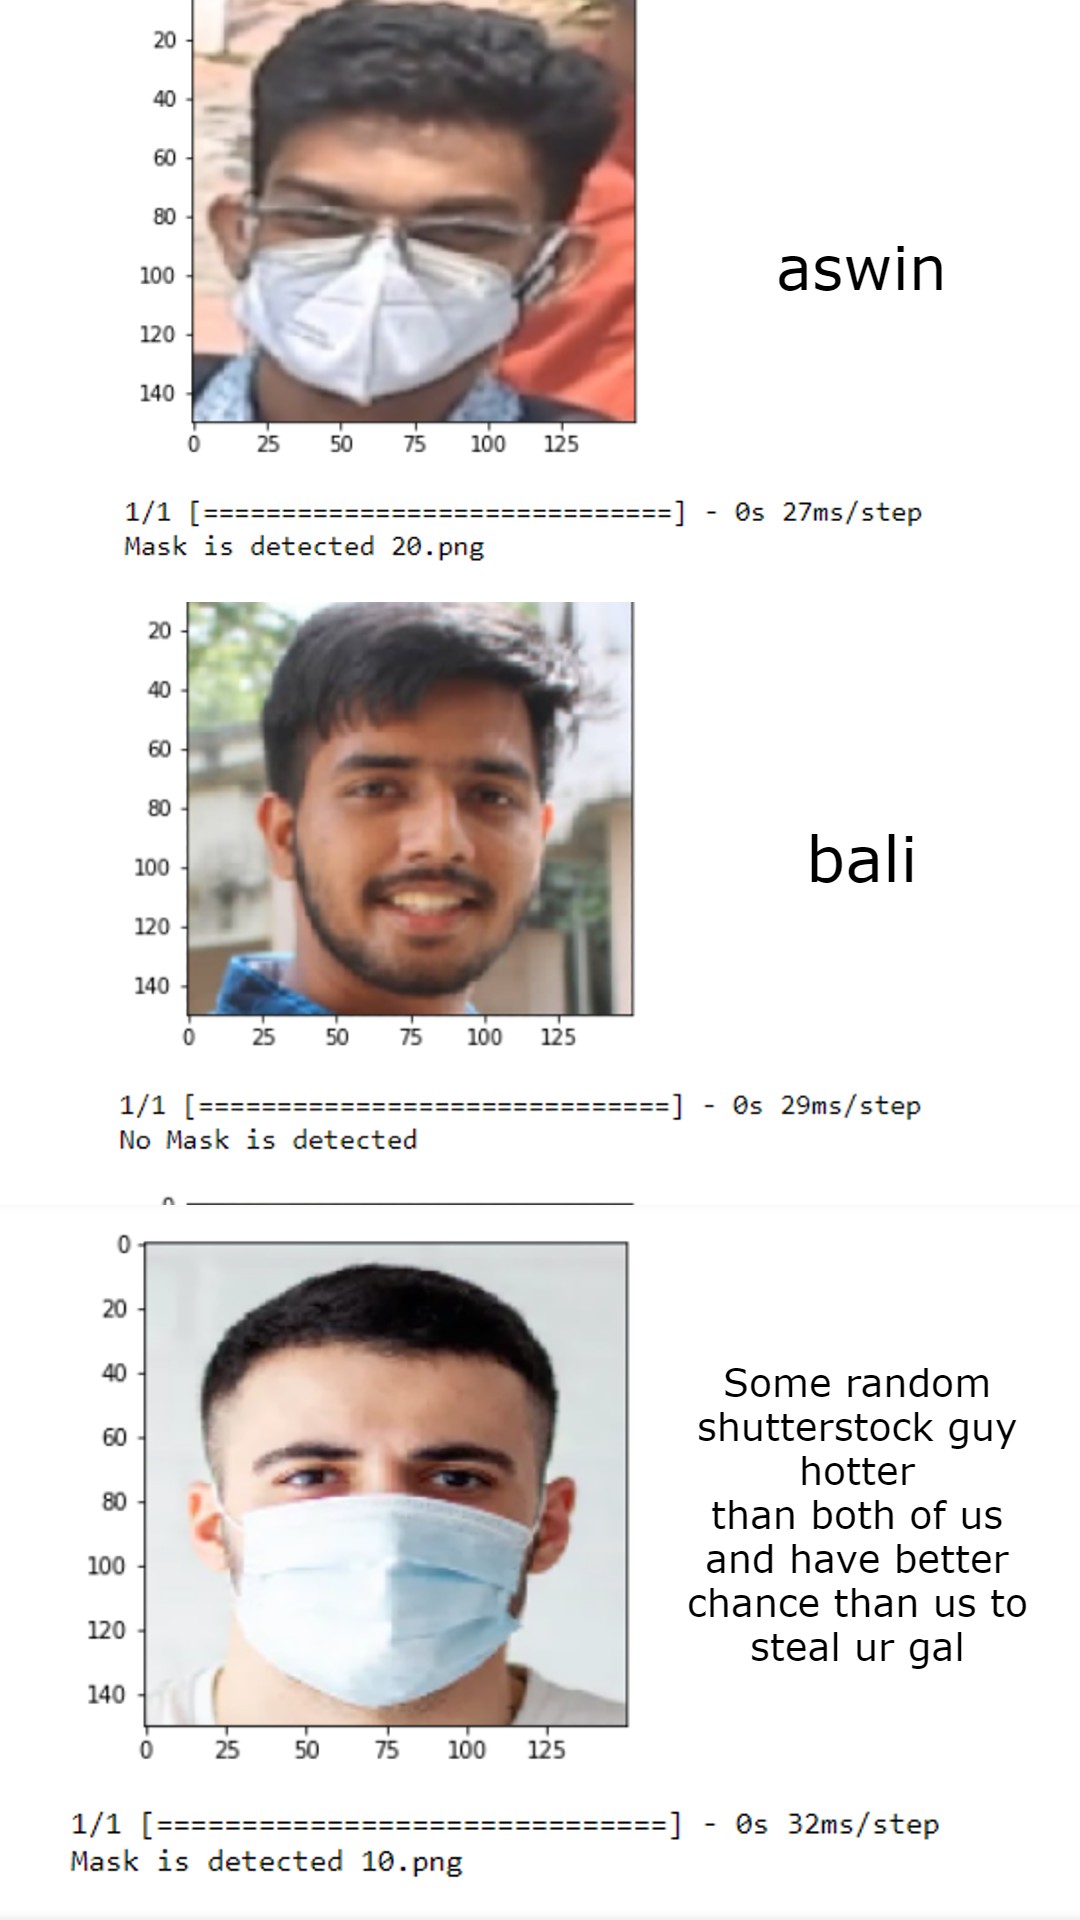 20
40
60
80
100
120
140
0 25 50 75 100 125
aswin
1/1 [==============================] - 0s 27ms/step
Mask is detected 20.png
20
40
60
80
100
120
140
0 25 50 75 100 125
bali
1/1 [==============================] - 0s 29ms/step
No Mask is detected
0
0
20
40
60
80
100
120
140
0 25 50 75 100 125
Some random
shutterstock guy
hotter
than both of us
and have better
chance than us to
steal ur gal
1/1 [==============================] - 0s 32ms/step
Mask is detected 10.png